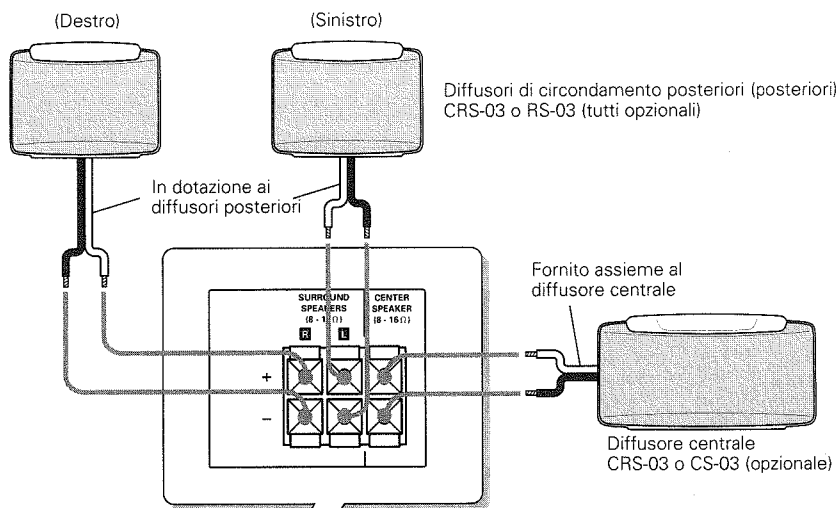 (Destro)
(Sinistro)
Diffusori di circondamento posteriori (posteriori)
CRS-03 o RS-03 (tutti opzionali)
In dotazione ai
diffusori posteriori
Fornito assieme al
diffusore centrale
SURROUND
SPEAKERS
R L
CENTER
SPEAKER
(8 - 16Ω)
+
−
Diffusore centrale
CRS-03 o CS-03 (opzionale)